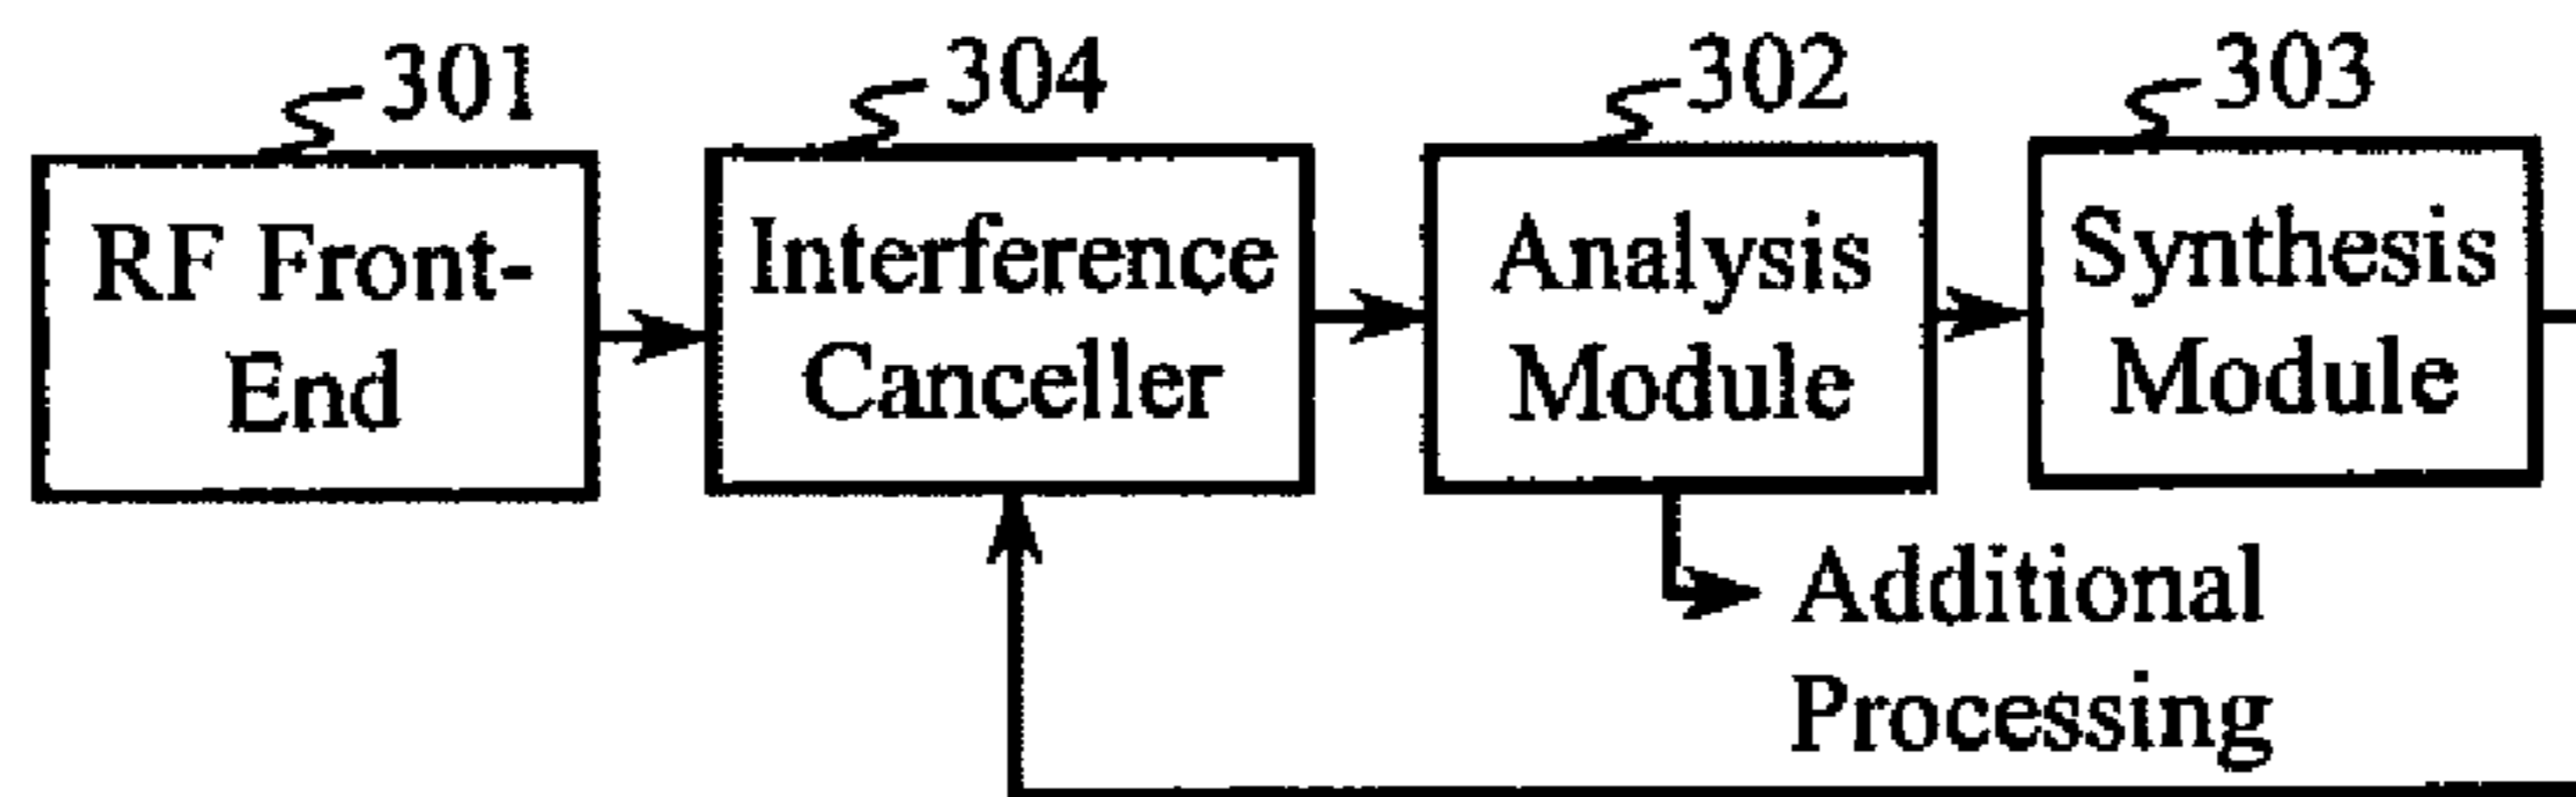 301
304
302
303
RF Front-
End
Interference
Canceller
Analysis
Module
Synthesis
Module
Additional
Processing